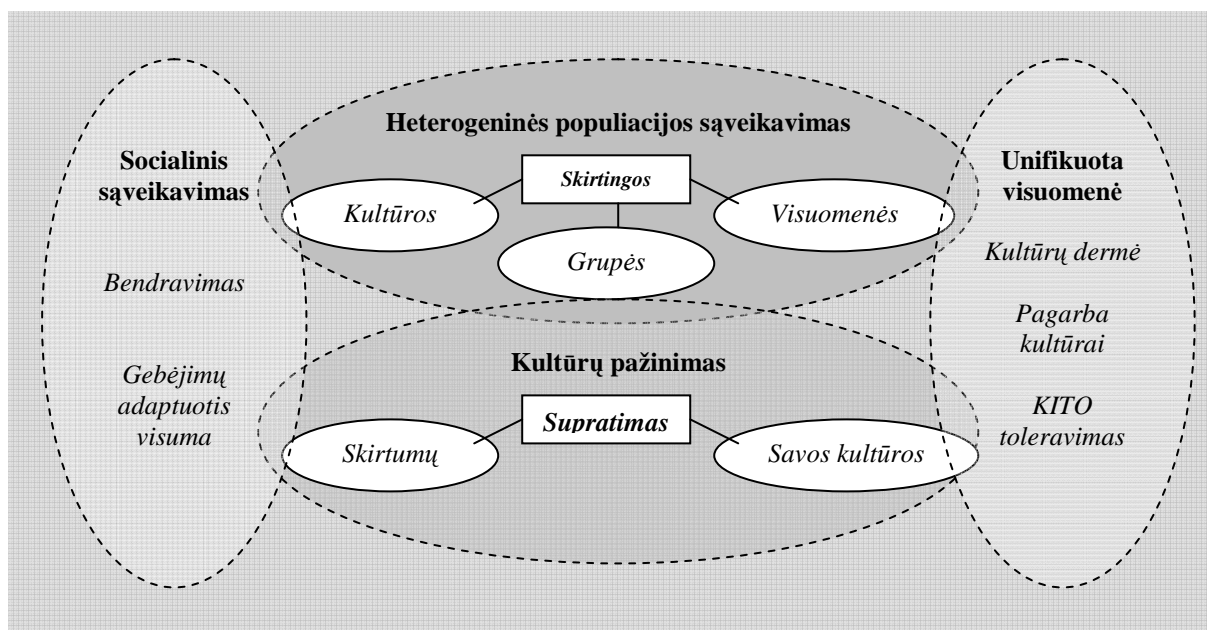 Heterogeninės populiacijos sąveikavimas
Socialinis
sąveikavimas
Bendravimas
Gebėjimų
adaptuotis
visuma
Skirtingos
Kultūros
Visuomenės
Grupės
Kultūrų pažinimas
Supratimas
Skirtumų
Savos kultūros
Unifikuota
visuomenė
Kultūrų dermė
Pagarba
kultūrai
KITO
toleravimas